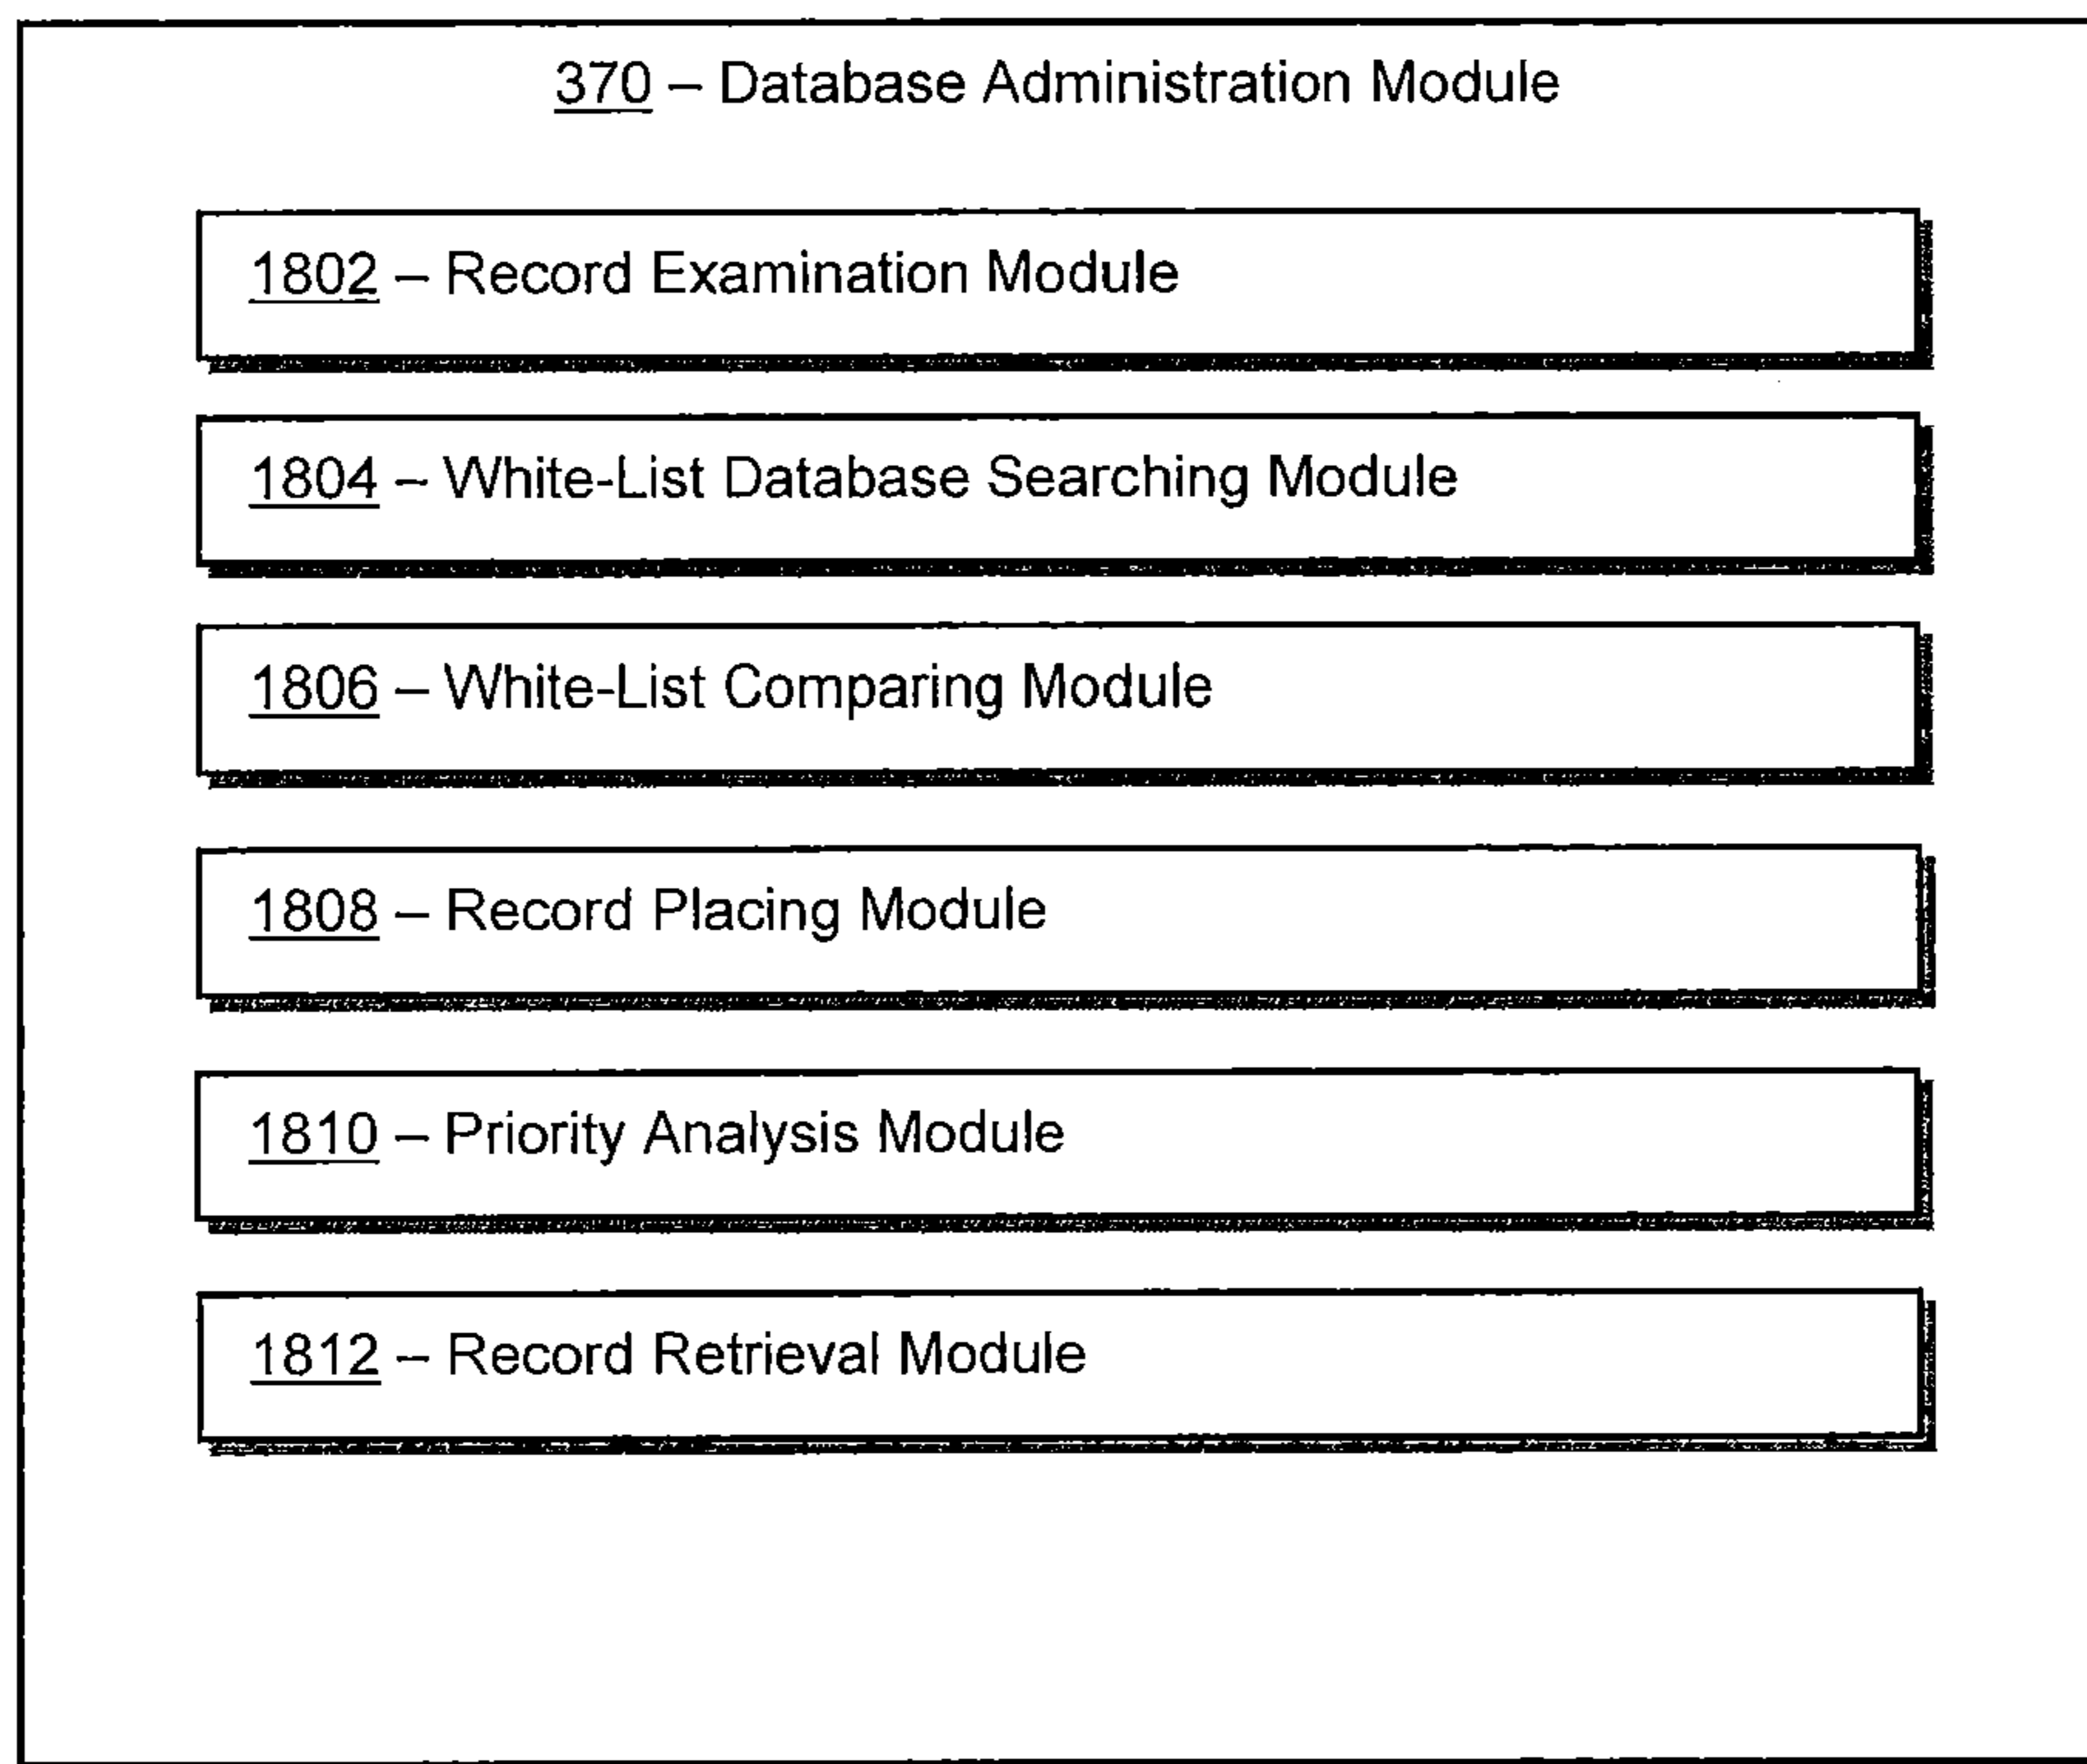 370 – Database Administration Module
1802 – Record Examination Module
1804 – White-List Database Searching Module
1806 – White-List Comparing Module
1808 – Record Placing Module
1810 – Priority Analysis Module
1812 – Record Retrieval Module